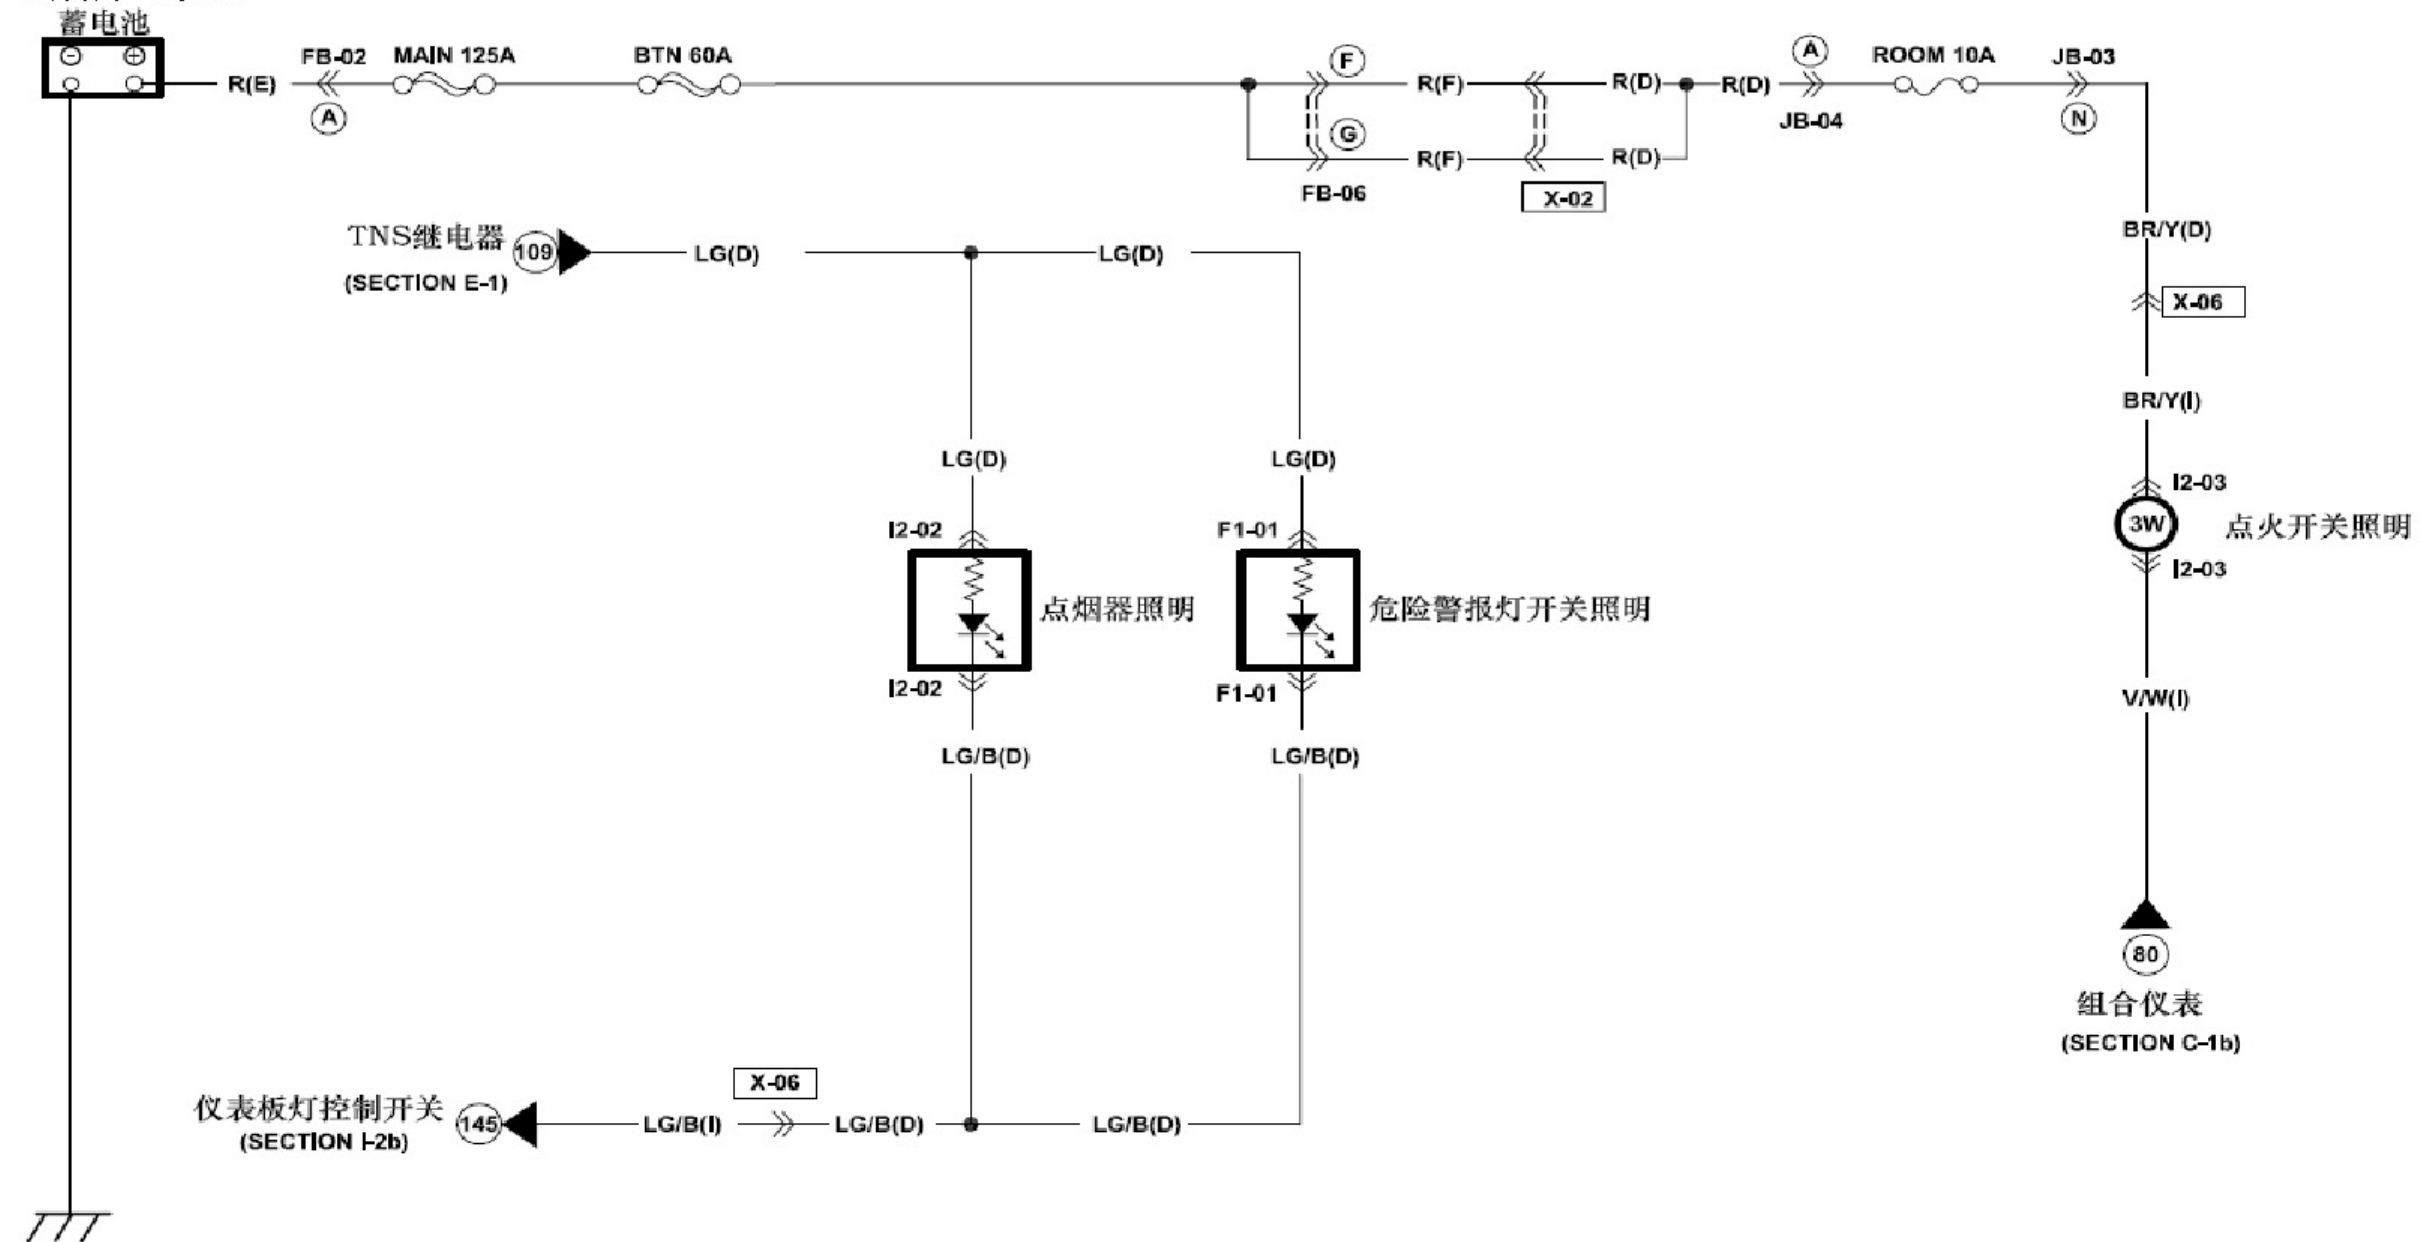 蓄电池
⊖ ⊕
R(E)
FB-02
A
MAIN 125A
BTN 60A
F
G
FB-06
R(F)
R(F)
X-02
R(D)
R(D)
R(D)
A
JB-04
ROOM 10A
JB-03
N
TNS继电器
(SECTION E-1)
109
LG(D)
LG(D)
BR/Y(D)
X-06
BR/Y(I)
LG(D)
LG(D)
I2-02
F1-01
I2-03
3W
点火开关照明
I2-03
点烟器照明
危险警报灯开关照明
I2-02
F1-01
V/W(I)
LG/B(D)
LG/B(D)
80
组合仪表
(SECTION C-1b)
仪表板灯控制开关
(SECTION I-2b)
145
LG/B(I)
X-06
LG/B(D)
LG/B(D)